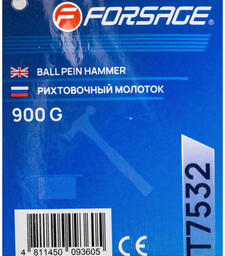 FORSAGE®
BALL PEIN HAMMER
РИХТОВОЧНЫЙ МОЛОТОК
900 G
T7532
4 811450 093605
CE